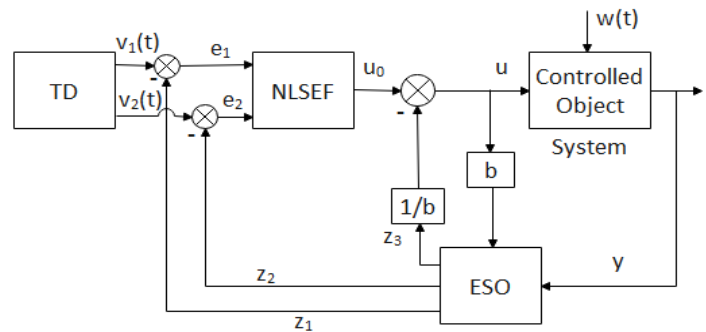 w(t)
v₁(t)
e₁
TD
NLSEF
u₀
u
Controlled
Object
v₂(t)
e₂
-
-
-
System
b
1/b
z₃
z₂
ESO
y
z₁